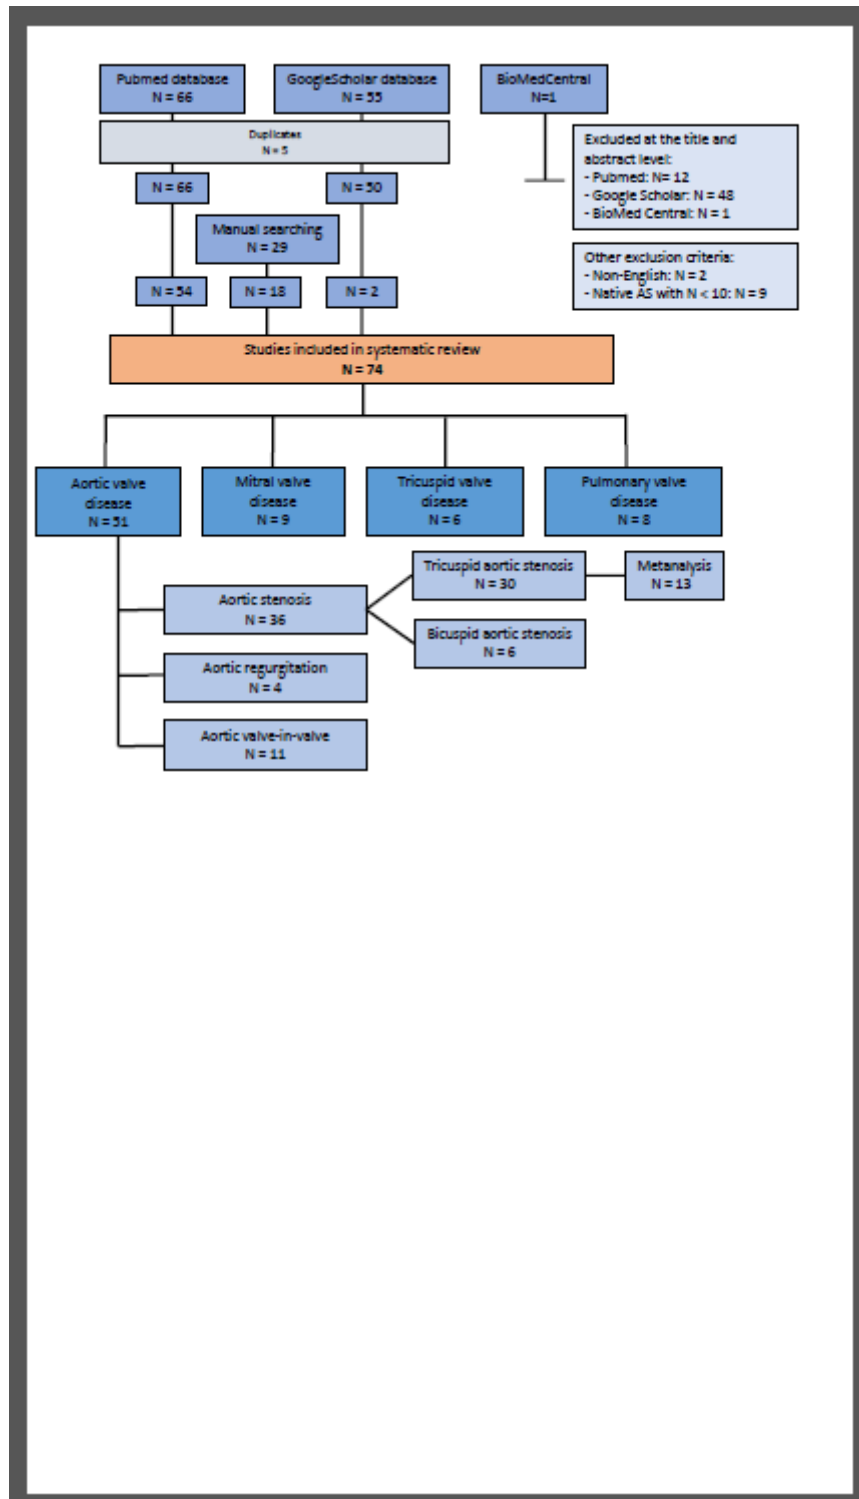 Pubmed database
N = 66
GoogleScholar database
N = 55
BioMedCentral
N=1
Duplicates
N = 5
Excluded at the title and
abstract level:
- Pubmed: N= 12
- Google Scholar: N = 48
- BioMed Central: N = 1
N = 66
N = 50
Manual searching
N = 29
Other exclusion criteria:
- Non-English: N = 2
- Native AS with N < 10: N = 9
N = 54
N = 18
N = 2
Studies included in systematic review
N = 74
Aortic valve
disease
N = 51
Mitral valve
disease
N = 9
Tricuspid valve
disease
N = 6
Pulmonary valve
disease
N = 8
Tricuspid aortic stenosis
N = 30
Metanalysis
N = 13
Aortic stenosis
N = 36
Bicuspid aortic stenosis
N = 6
Aortic regurgitation
N = 4
Aortic valve-in-valve
N = 11